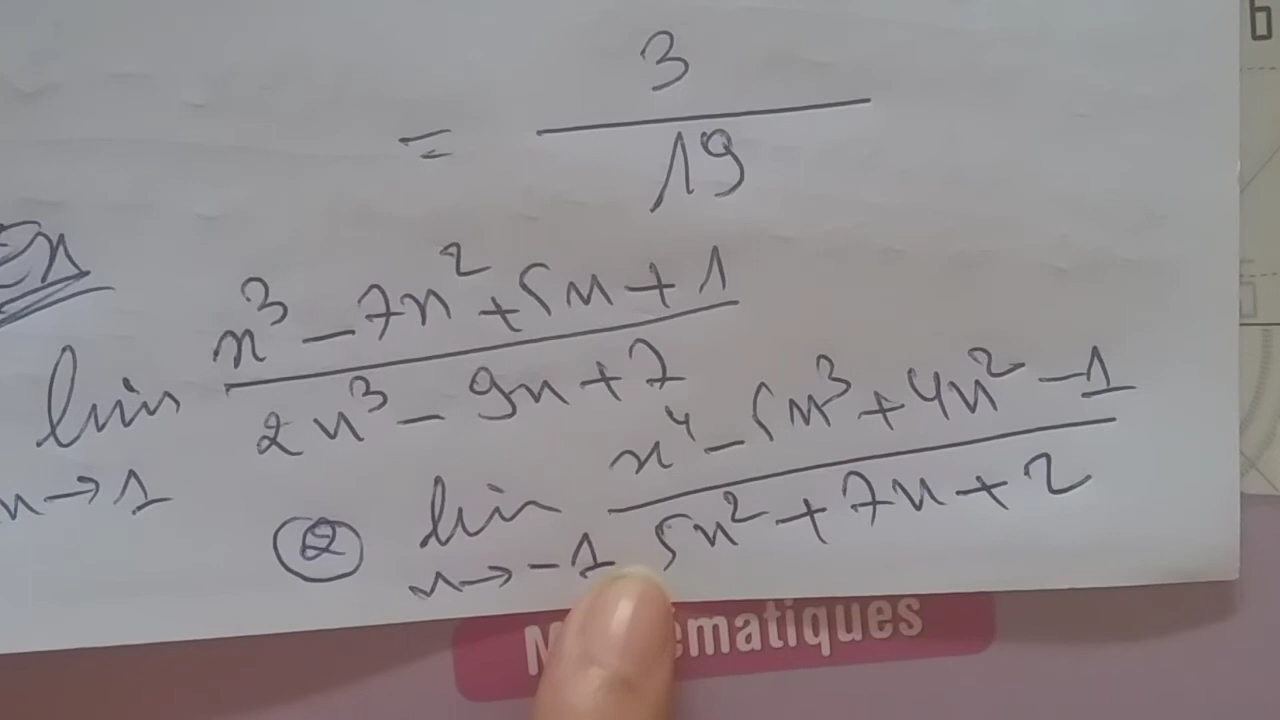 6
= 3/19
lim x→1 (x³ - 7x² + 5x + 1)/(2x³ - 9x + 7)
② lim x→-1 (x⁴ - 5x³ + 4x² - 1)/(5x² + 7x + 2)